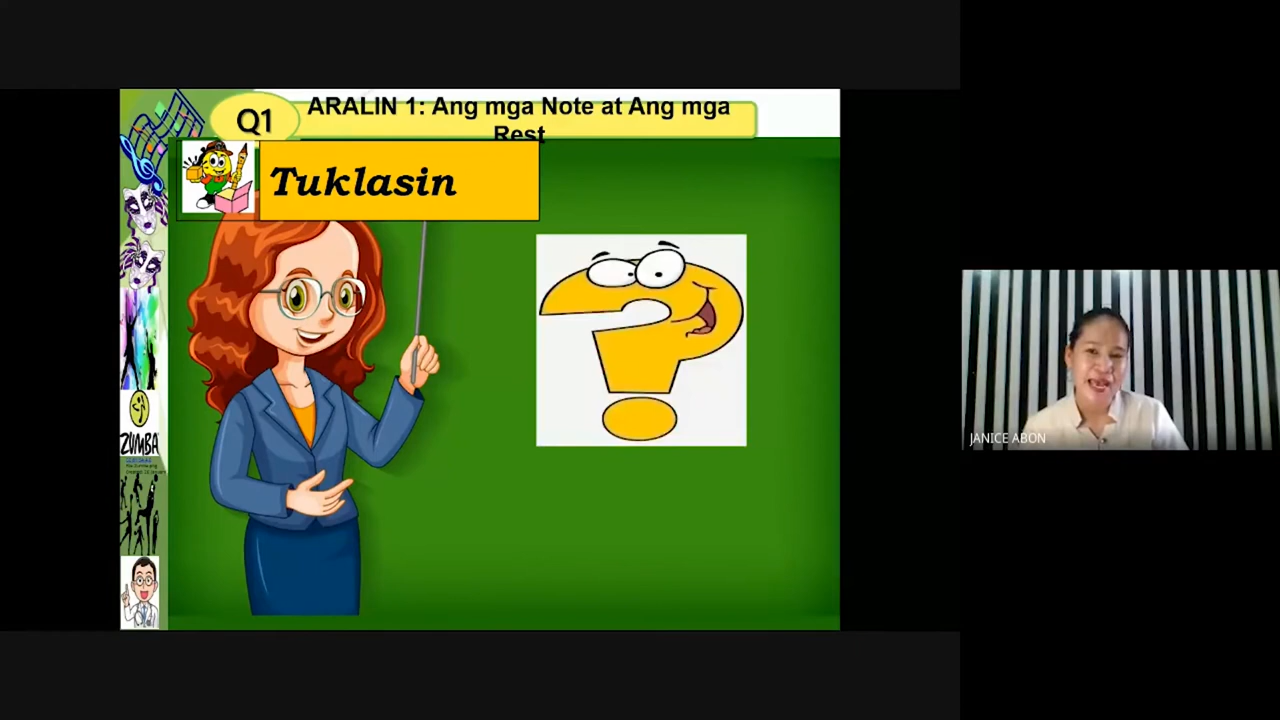 Q1
ARALIN 1: Ang mga Note at Ang mga
Rest
Tuklasin
ZUMBA
JANICE ABON